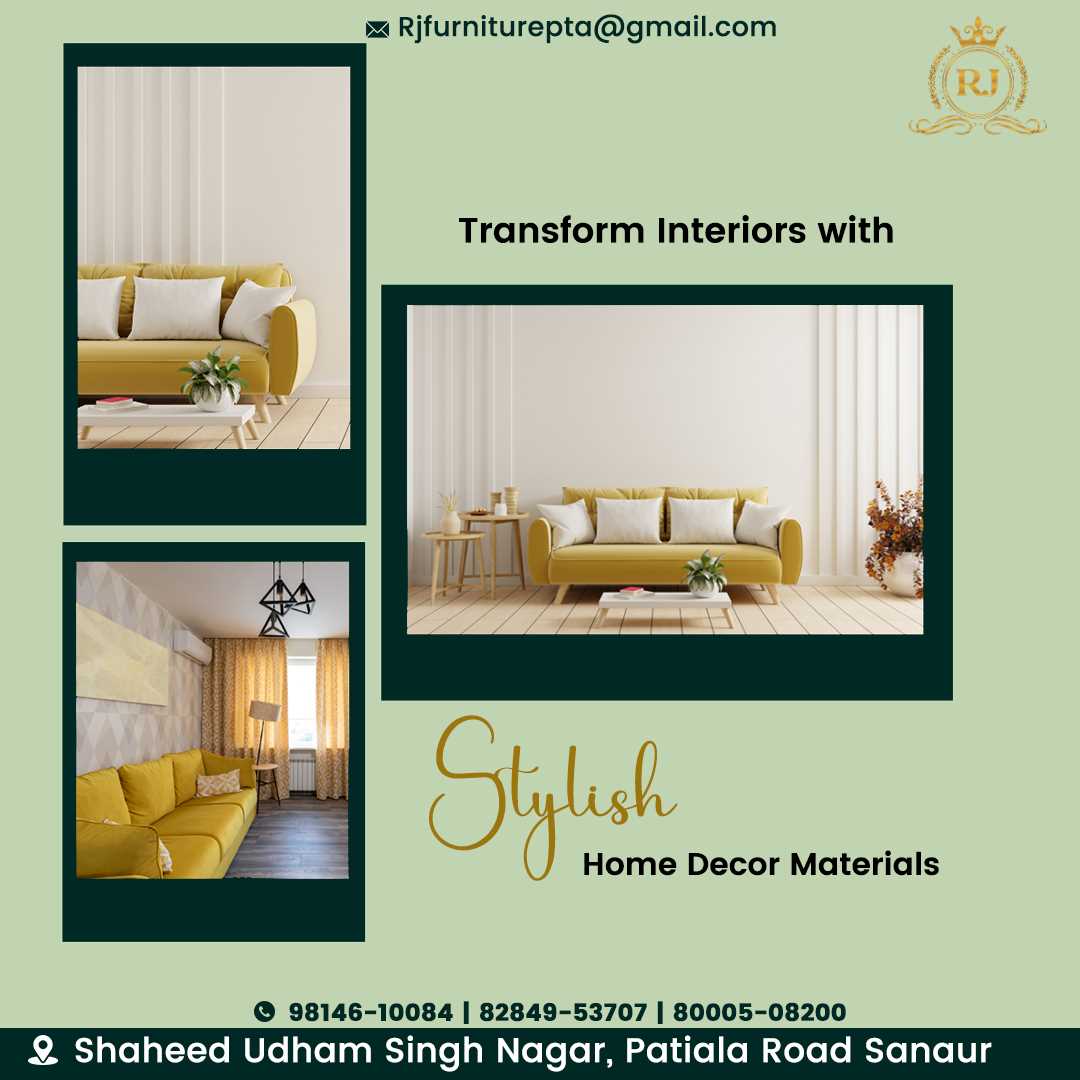 Rjfurniturepta@gmail.com
RJ
Transform Interiors with
Stylish
Home Decor Materials
98146-10084 | 82849-53707 | 80005-08200
Shaheed Udham Singh Nagar, Patiala Road Sanaur